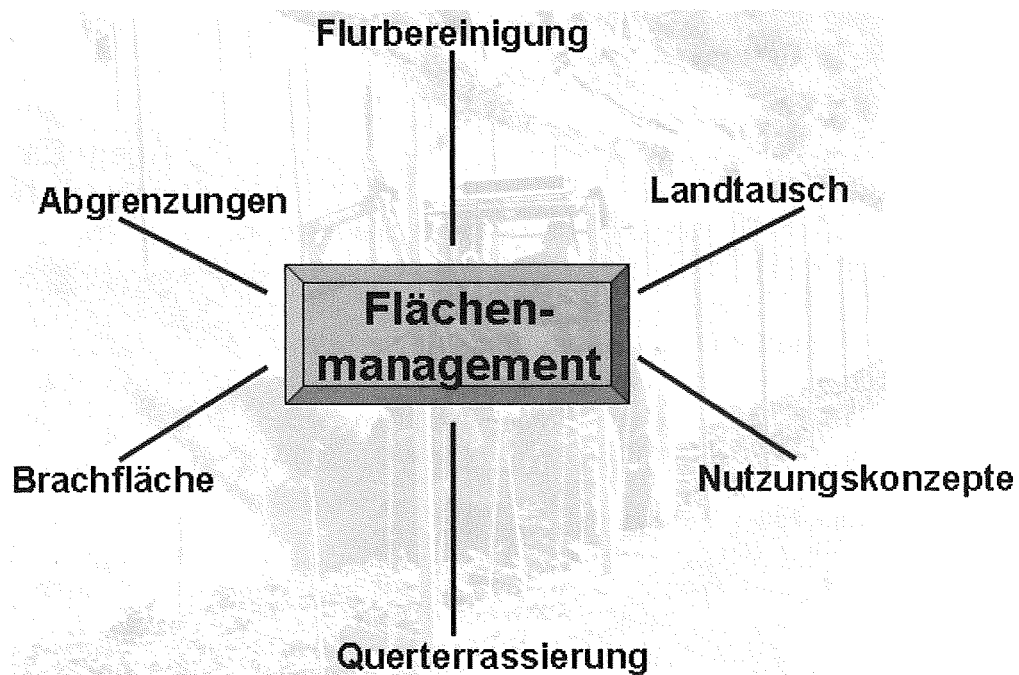 Flurbereinigung
Abgrenzungen
Landtausch
Flächen-
management
Brachfläche
Nutzungskonzepte
Querterrassierung